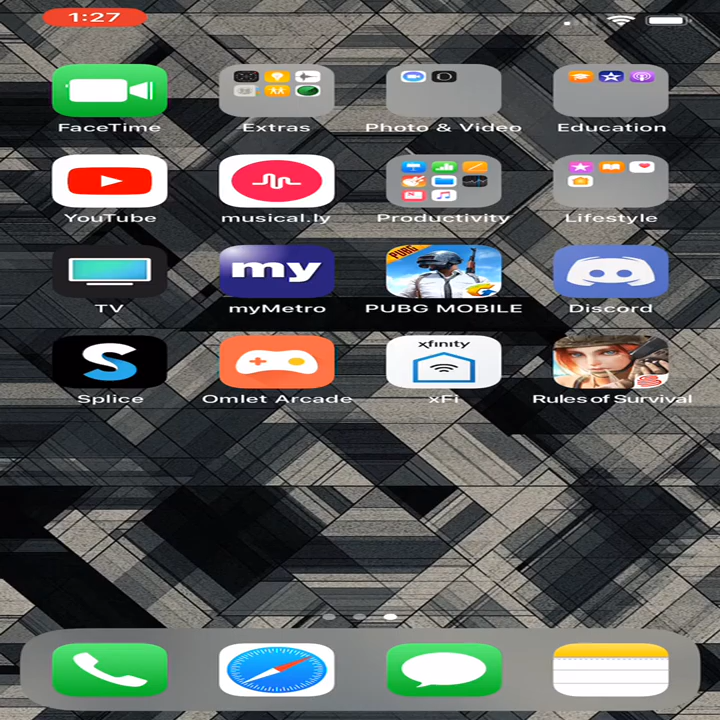 1:27
FaceTime
Extras
Photo & Video
Education
YouTube
musical.ly
Productivity
Lifestyle
TV
my
myMetro
PUBG
PUBG MOBILE
Discord
Splice
Omlet Arcade
xfinity
xFi
Rules of Survival